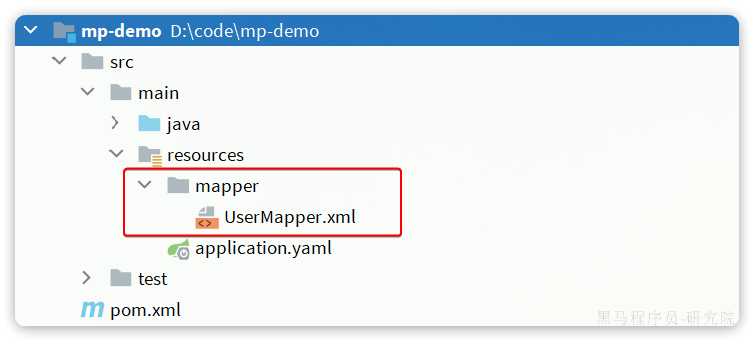 mp-demo D:\code\mp-demo
src
main
java
resources
mapper
UserMapper.xml
application.yaml
test
m pom.xml
黑马程序员-研究院